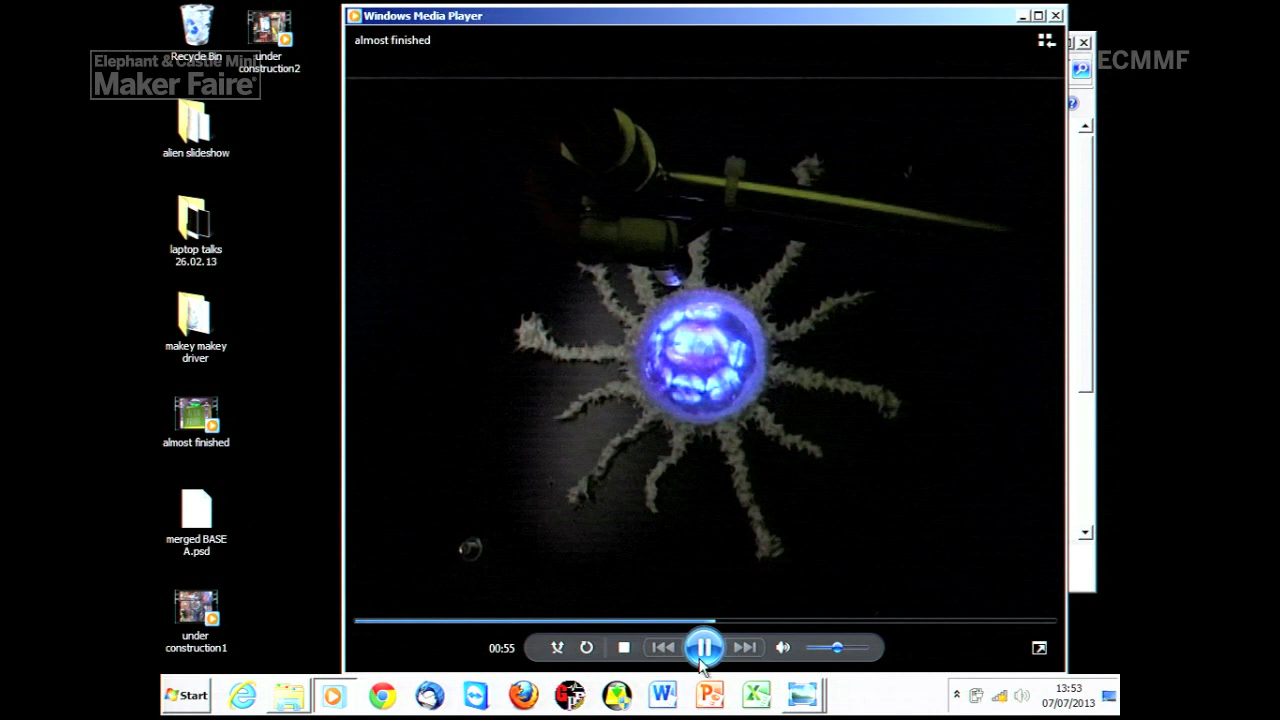 Windows Media Player
almost finished
Recycle Bin
under
construction2
Elephant & Castle Mini
Maker Faire
ECMMF
alien slideshow
laptop talks
26.02.13
makey makey
driver
almost finished
merged BASE
A.psd
under
construction1
00:55
Start
13:53
07/07/2013